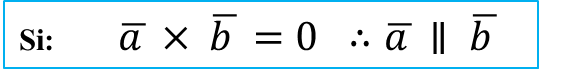 Si: a̅ × b̅ = 0 ∴ a̅ ∥ b̅